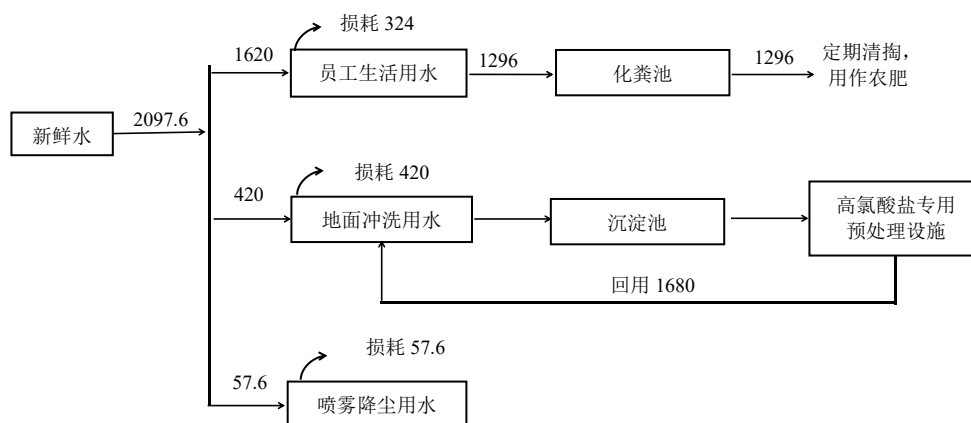 损耗 324
1620
员工生活用水
1296
化粪池
1296
定期清掏，
用作农肥
新鲜水
2097.6
损耗 420
420
地面冲洗用水
沉淀池
高氯酸盐专用
预处理设施
回用 1680
损耗 57.6
57.6
喷雾降尘用水